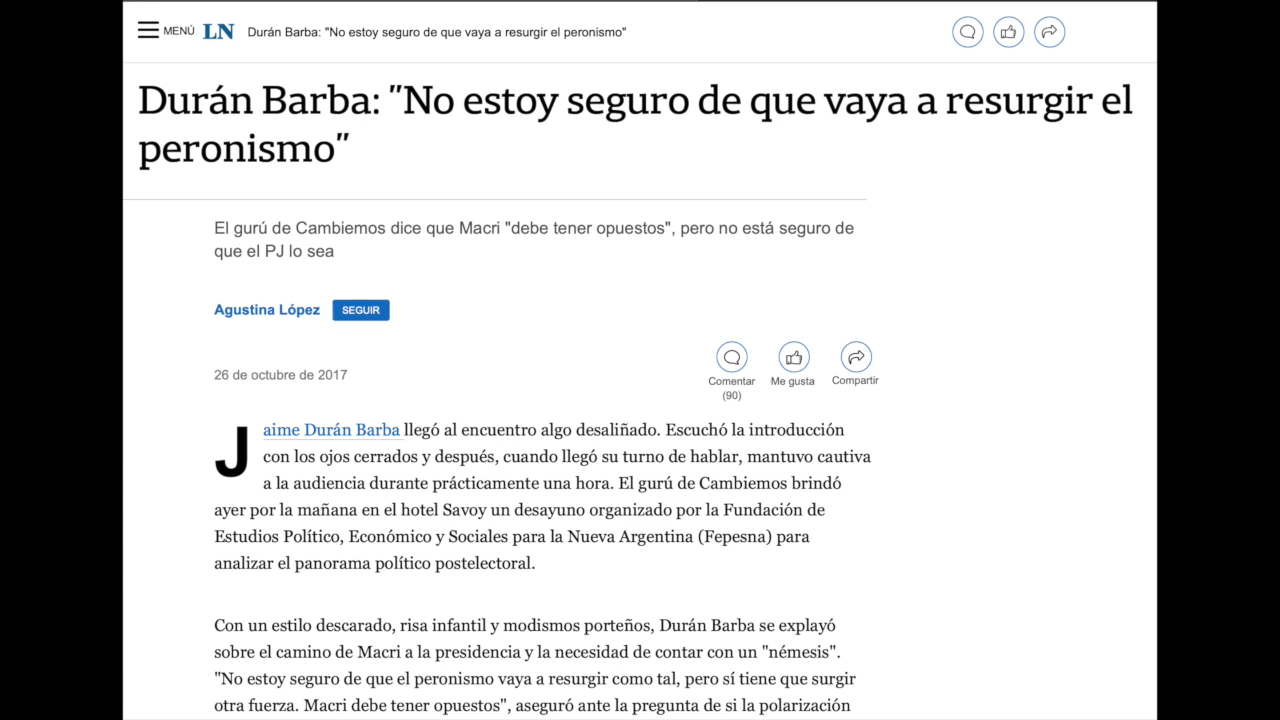 MENÚ LN Durán Barba: "No estoy seguro de que vaya a resurgir el peronismo"
Durán Barba: "No estoy seguro de que vaya a resurgir el
peronismo"
El gurú de Cambiemos dice que Macri "debe tener opuestos", pero no está seguro de
que el PJ lo sea
Agustina López SEGUIR
26 de octubre de 2017
Comentar Me gusta Compartir
(90)
Jaime Durán Barba llegó al encuentro algo desaliñado. Escuchó la introducción
con los ojos cerrados y después, cuando llegó su turno de hablar, mantuvo cautiva
a la audiencia durante prácticamente una hora. El gurú de Cambiemos brindó
ayer por la mañana en el hotel Savoy un desayuno organizado por la Fundación de
Estudios Político, Económico y Sociales para la Nueva Argentina (Fepesna) para
analizar el panorama político postelectoral.
Con un estilo descarado, risa infantil y modismos porteños, Durán Barba se explayó
sobre el camino de Macri a la presidencia y la necesidad de contar con un "némesis".
"No estoy seguro de que el peronismo vaya a resurgir como tal, pero sí tiene que surgir
otra fuerza. Macri debe tener opuestos", aseguró ante la pregunta de si la polarización